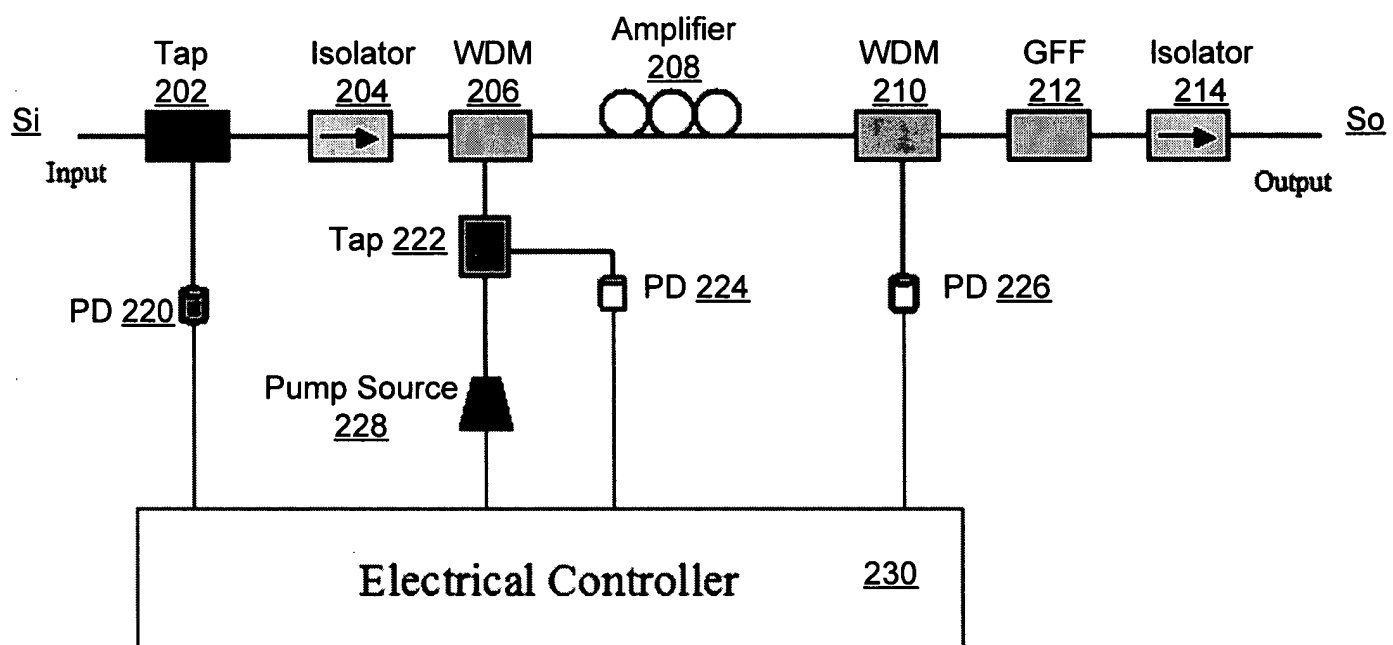 Tap
202
Isolator
204
WDM
206
Amplifier
208
WDM
210
GFF
212
Isolator
214
Si
So
Input
Output
Tap 222
PD 220
PD 224
PD 226
Pump Source
228
Electrical Controller
230